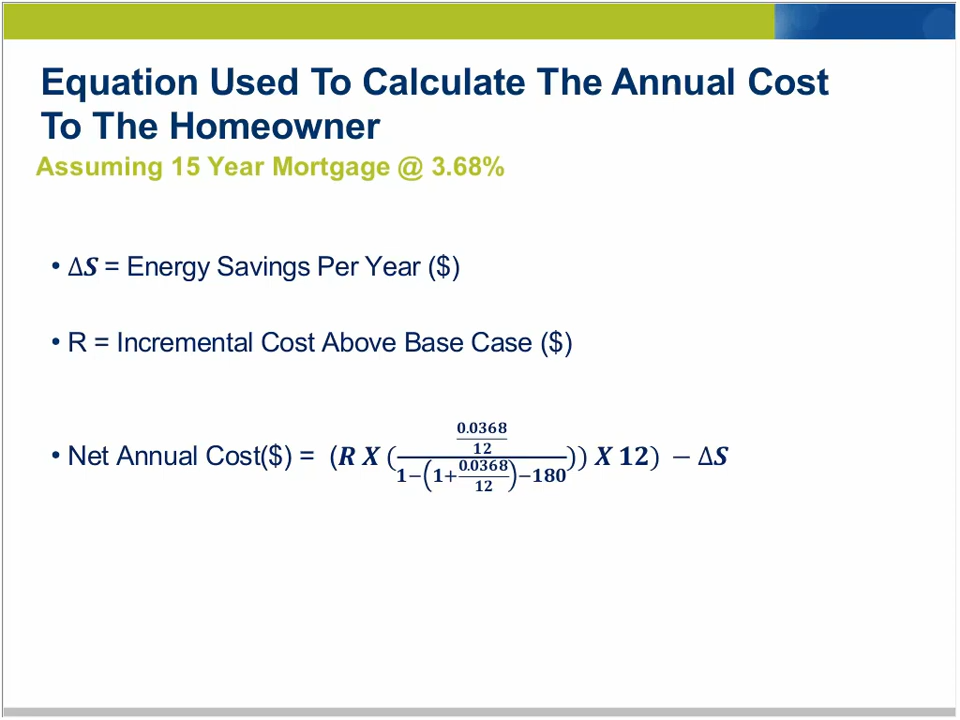 Equation Used To Calculate The Annual Cost
To The Homeowner
Assuming 15 Year Mortgage @ 3.68%
• ΔS = Energy Savings Per Year ($)
• R = Incremental Cost Above Base Case ($)
• Net Annual Cost($) = (R X ((0.0368/12)/(1−(1+0.0368/12)−180))) X 12) − ΔS